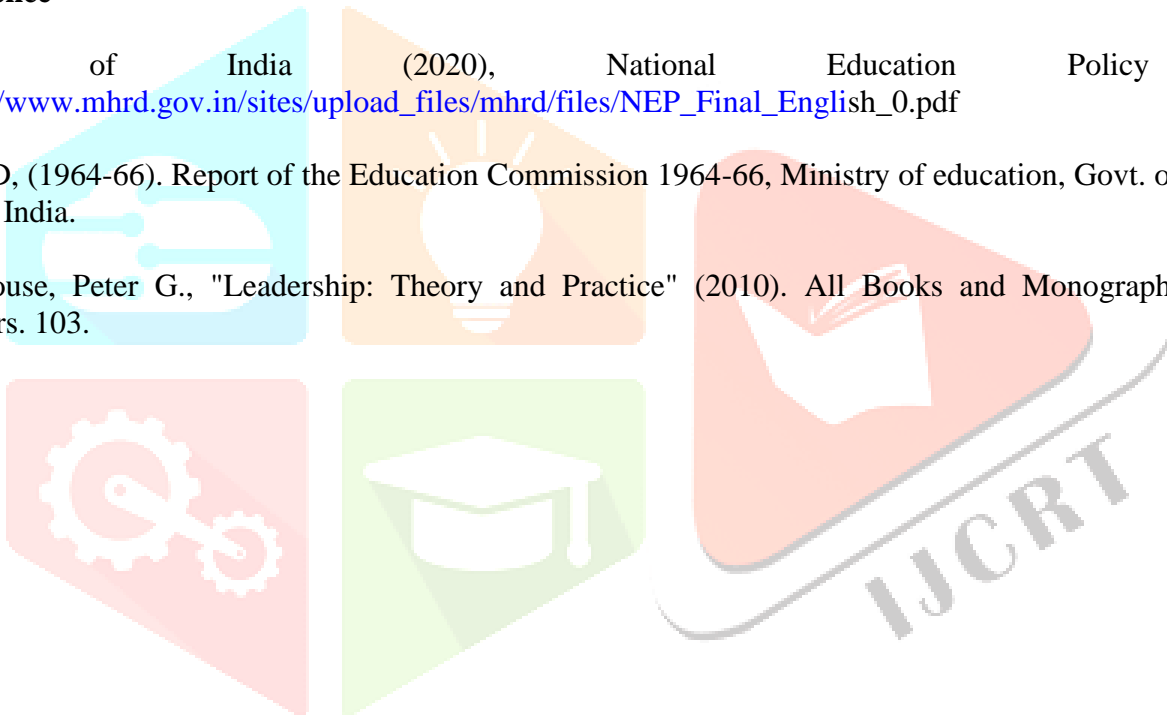 of India (2020), National Education Policy
/www.mhrd.gov.in/sites/upload_files/mhrd/files/NEP_Final_English_0.pdf
D, (1964-66). Report of the Education Commission 1964-66, Ministry of education, Govt. o
India.
ouse, Peter G., "Leadership: Theory and Practice" (2010). All Books and Monograph
rs. 103.
IJCRT